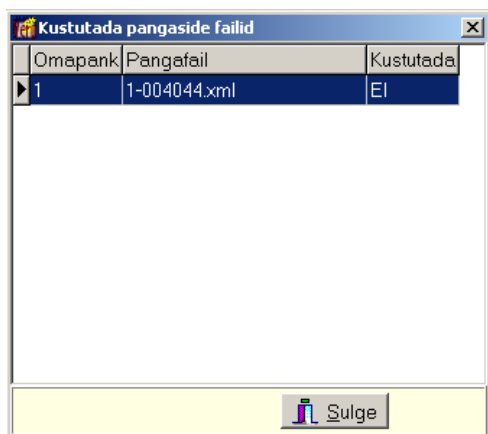 Kustutada pangaside failid
Omapank Pangafail Kustutada
1 1-004044.xml EI
Sulge